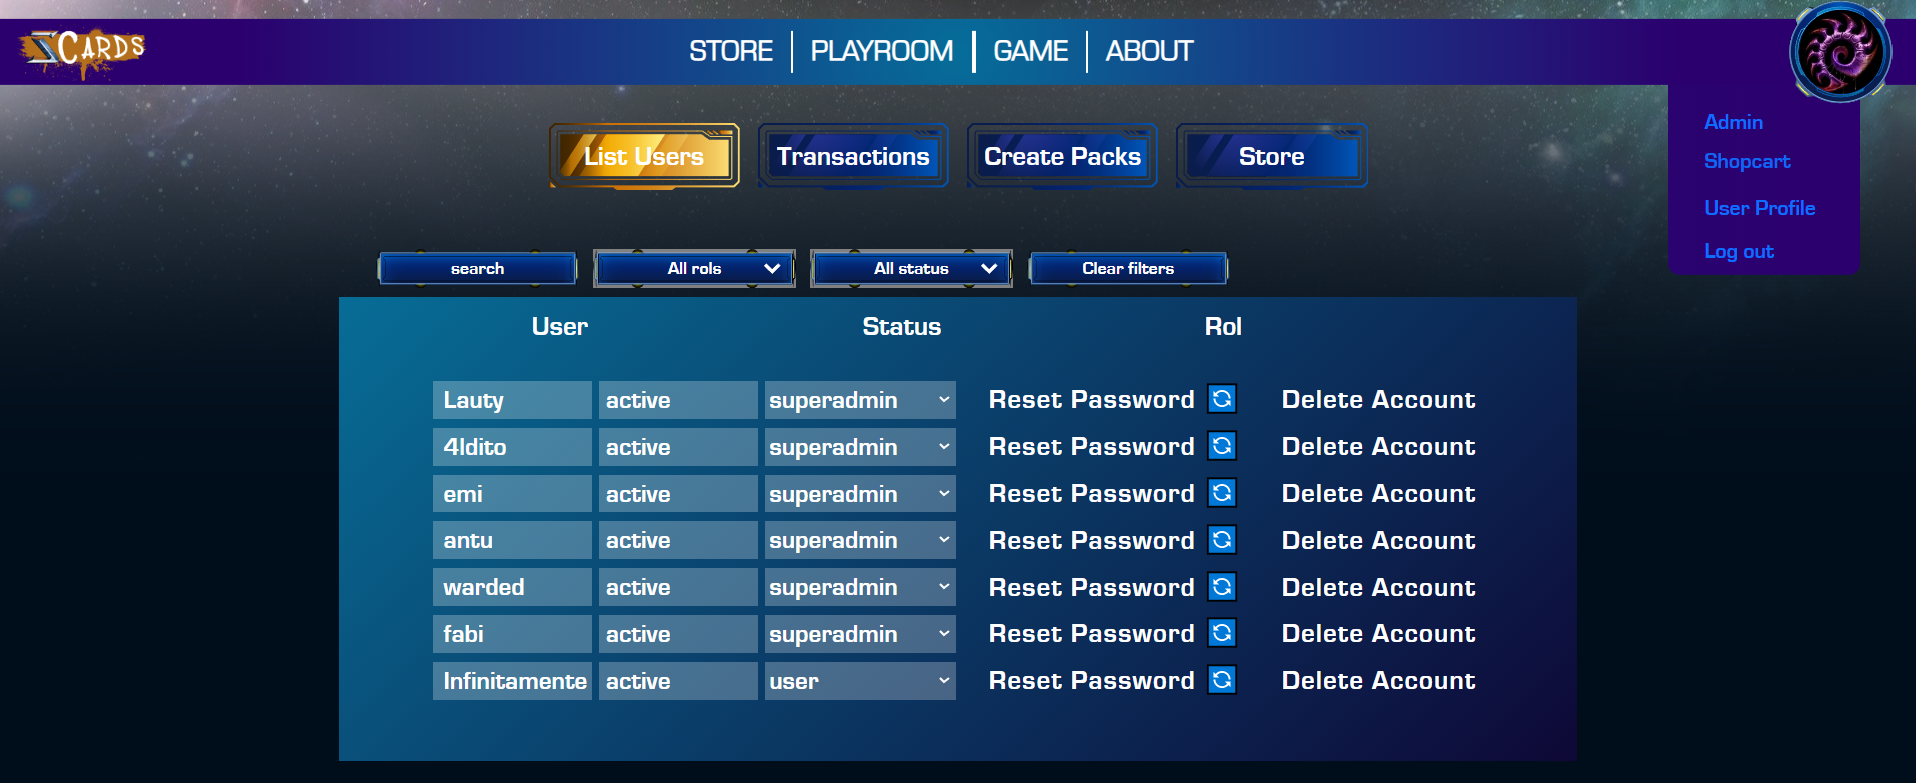 CARDS
STORE PLAYROOM GAME ABOUT
Admin
Shopcart
User Profile
Log out
List Users Transactions Create Packs Store
search All rols All status Clear filters
User Status Rol
Lauty active superadmin Reset Password Delete Account
4ldito active superadmin Reset Password Delete Account
emi active superadmin Reset Password Delete Account
antu active superadmin Reset Password Delete Account
warded active superadmin Reset Password Delete Account
fabi active superadmin Reset Password Delete Account
Infinitamente active user Reset Password Delete Account